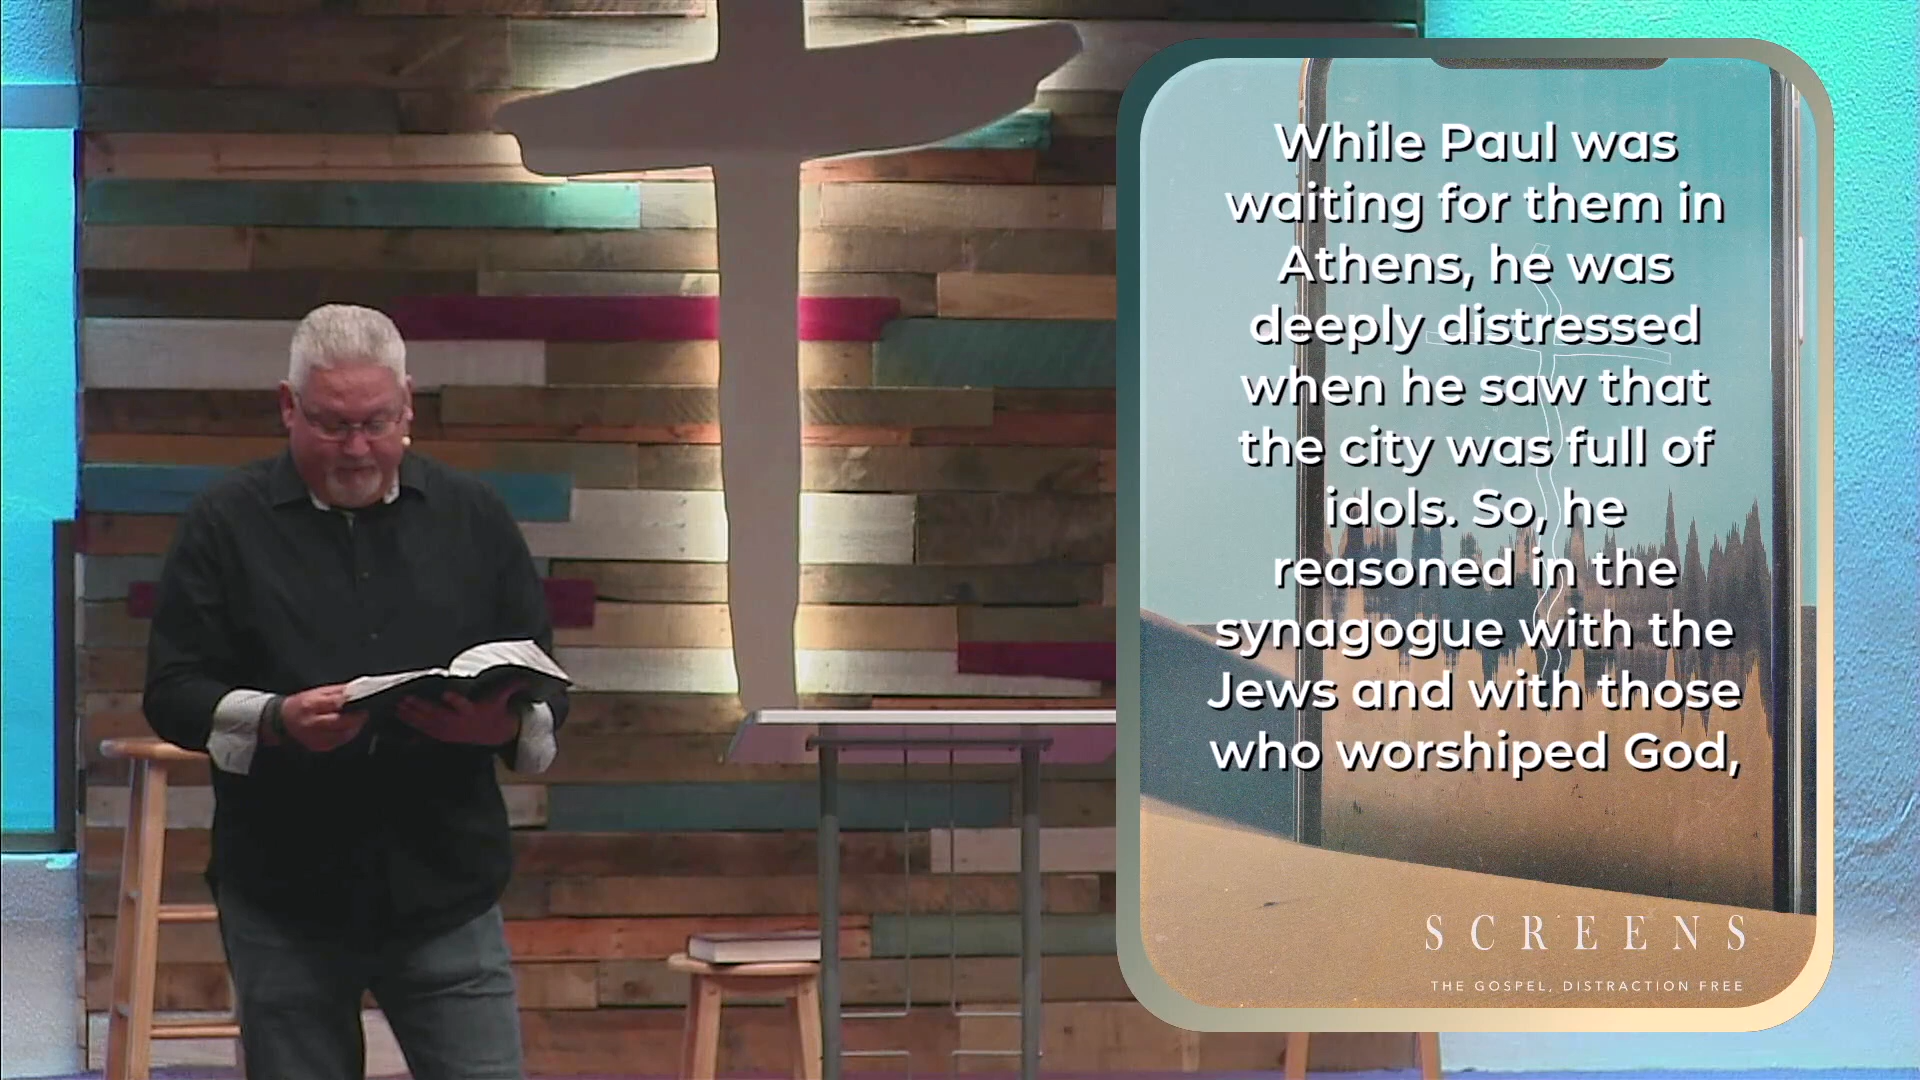 While Paul was
waiting for them in
Athens, he was
deeply distressed
when he saw that
the city was full of
idols. So, he
reasoned in the
synagogue with the
Jews and with those
who worshiped God,
SCREENS
THE GOSPEL, DISTRACTION FREE